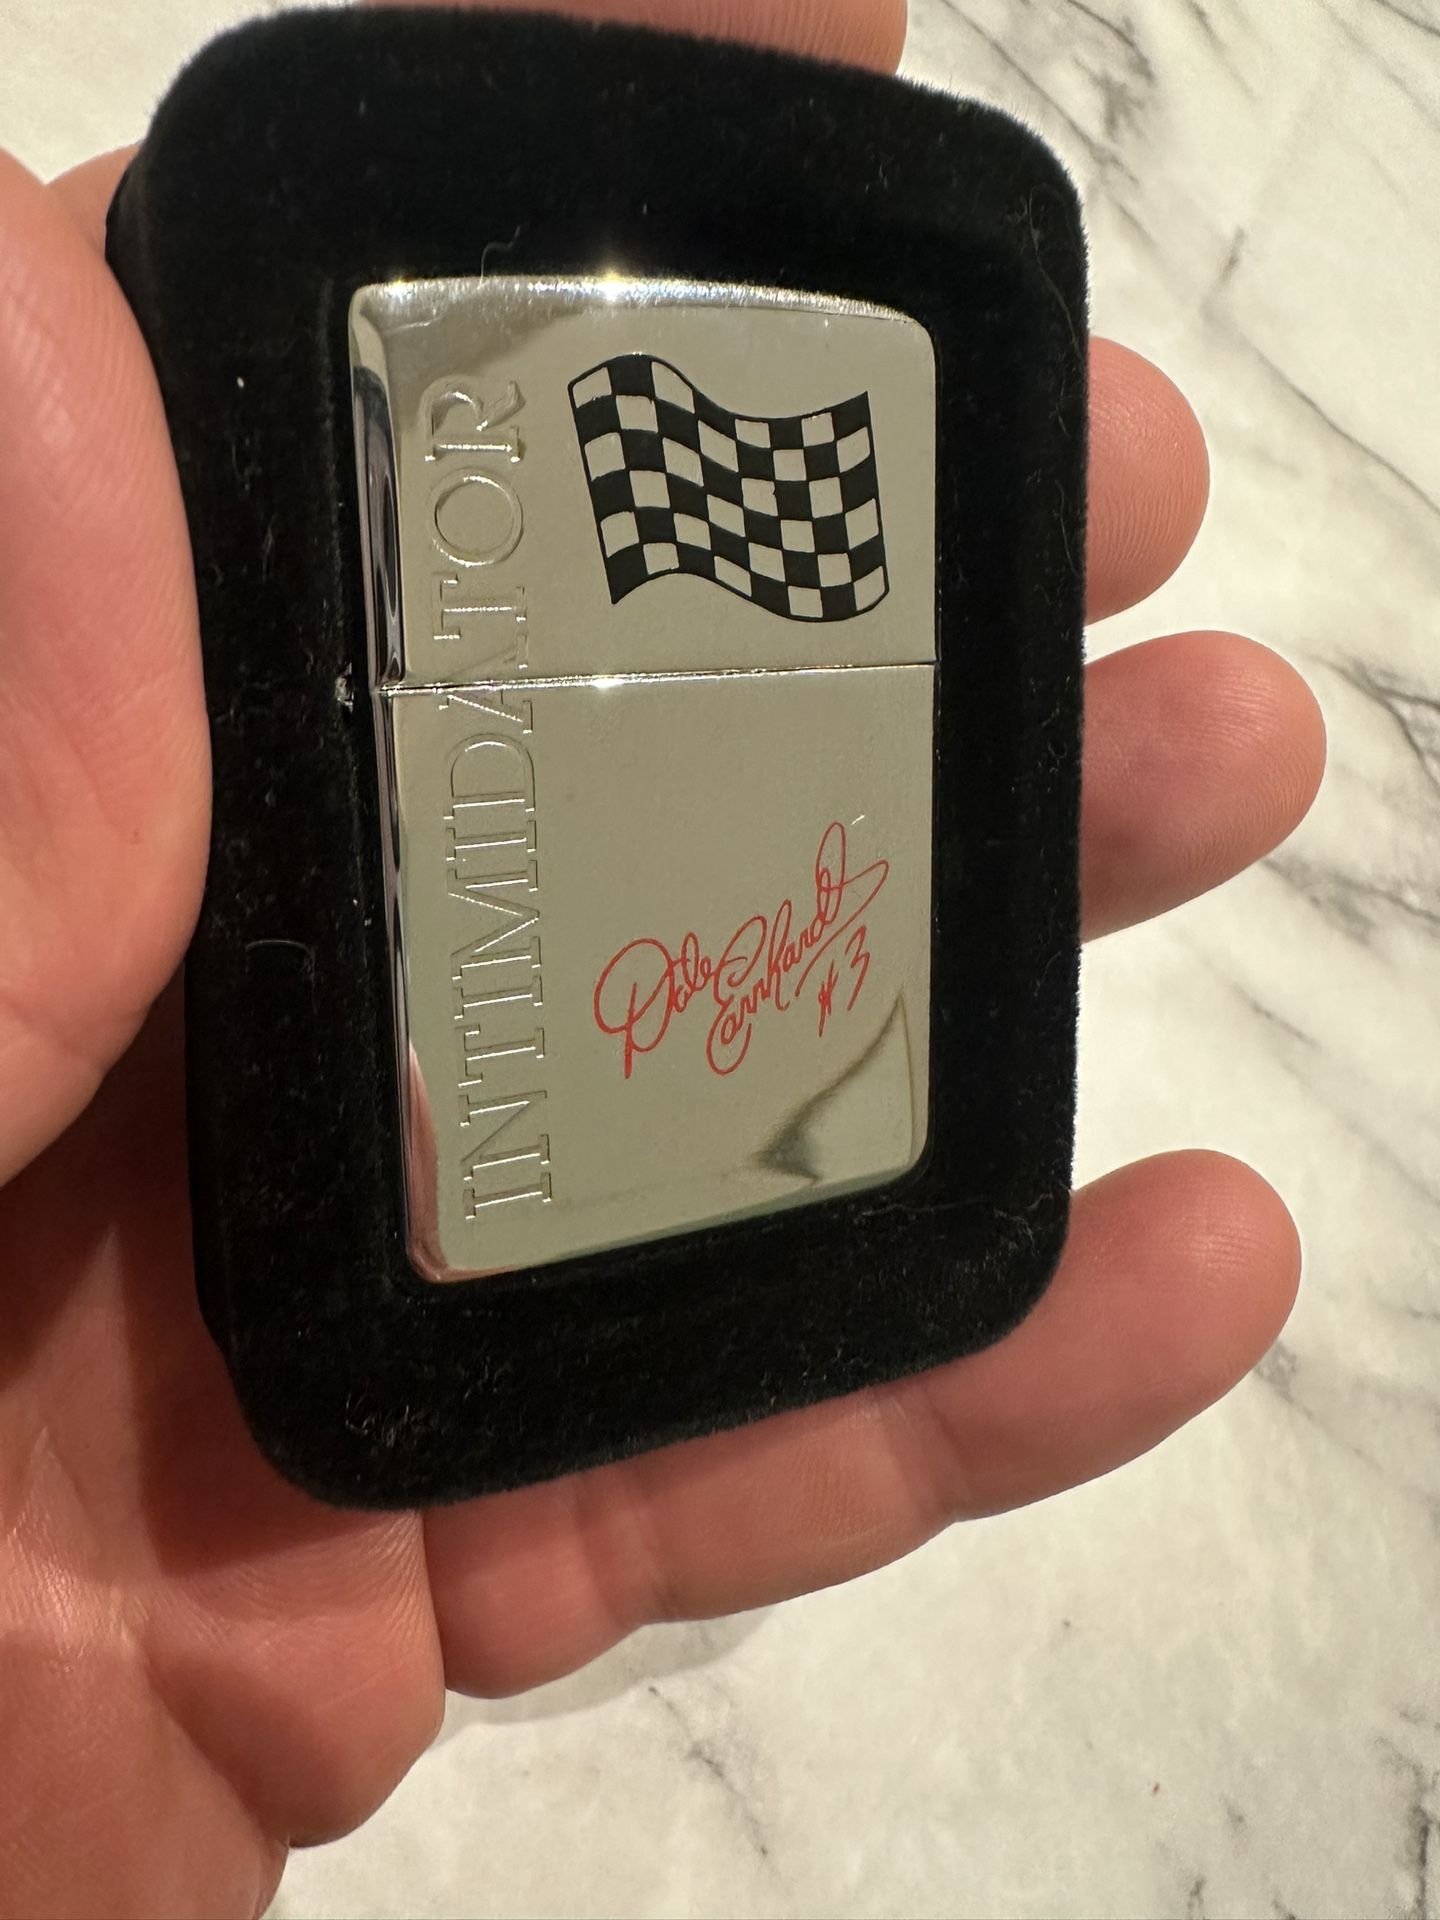 INTIMIDATOR
Dale
Earnhardt
#3